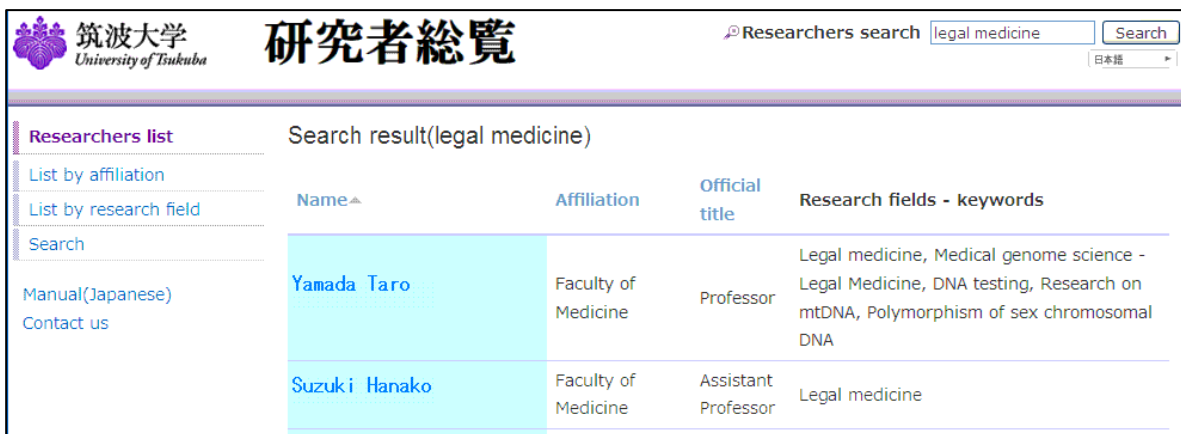 筑波大学
University of Tsukuba
研究者総覧
Researchers search legal medicine Search
日本語
Researchers list
List by affiliation
List by research field
Search
Manual(Japanese)
Contact us
Search result(legal medicine)
Name Affiliation Official title Research fields - keywords
Yamada Taro
Faculty of
Medicine
Professor
Legal medicine, Medical genome science -
Legal Medicine, DNA testing, Research on
mtDNA, Polymorphism of sex chromosomal
DNA
Suzuki Hanako
Faculty of
Medicine
Assistant
Professor
Legal medicine